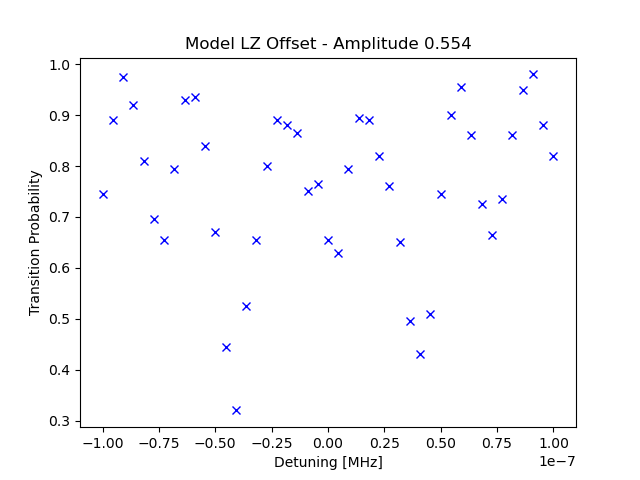 Model LZ Offset - Amplitude 0.554
Transition Probability
1.0
0.9
0.8
0.7
0.6
0.5
0.4
0.3
−1.00 −0.75 −0.50 −0.25 0.00 0.25 0.50 0.75 1.00
1e−7
Detuning [MHz]